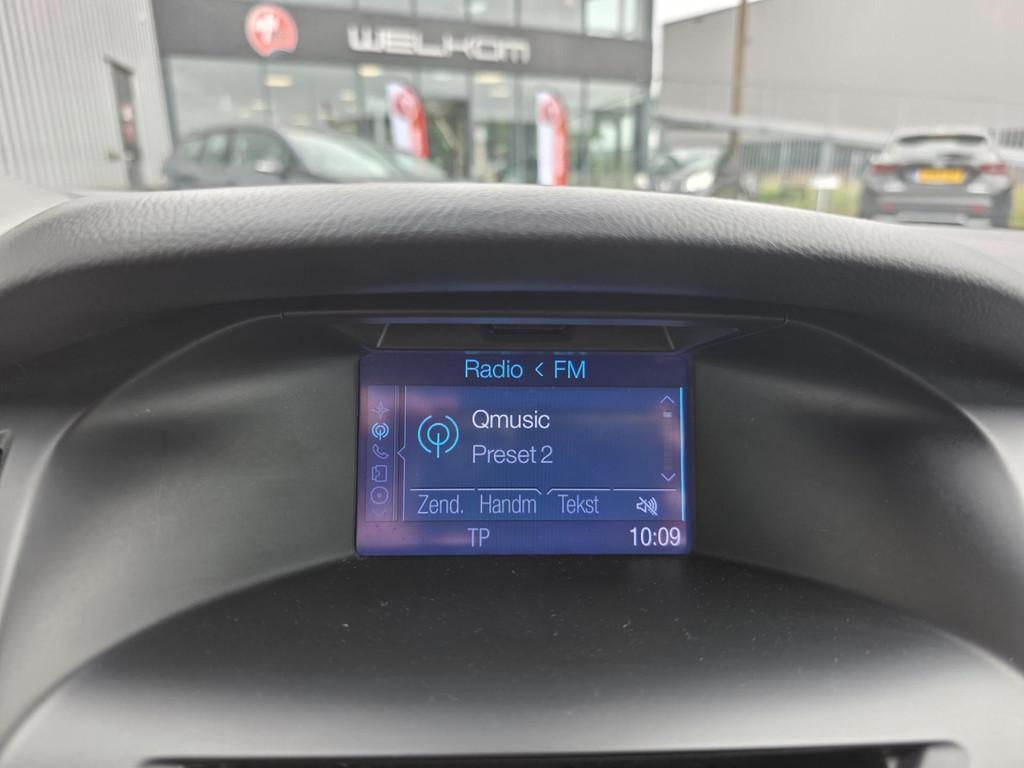 WELKOM
Radio < FM
Qmusic
Preset 2
Zend. Handm Tekst
TP 10:09